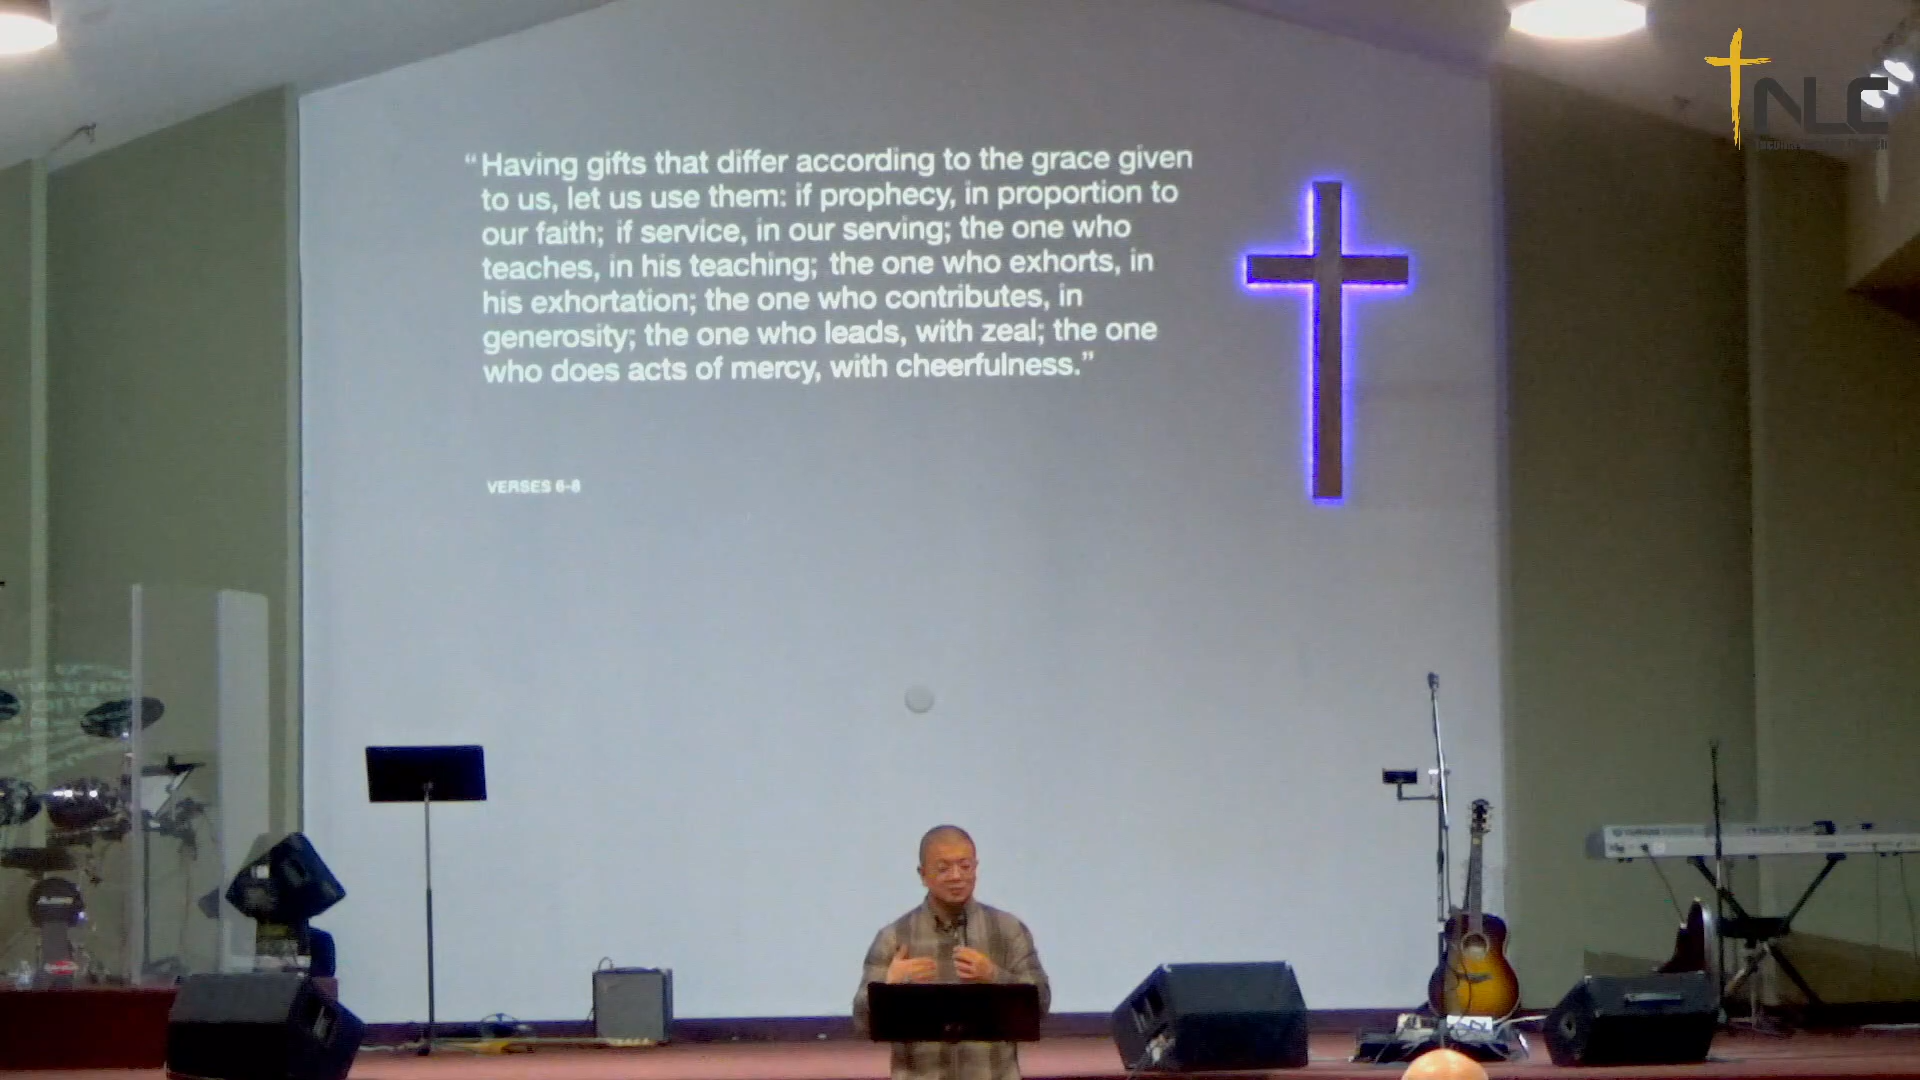 “Having gifts that differ according to the grace given
to us, let us use them: if prophecy, in proportion to
our faith; if service, in our serving; the one who
teaches, in his teaching; the one who exhorts, in
his exhortation; the one who contributes, in
generosity; the one who leads, with zeal; the one
who does acts of mercy, with cheerfulness.”
VERSES 6-8
NLC
YAMAHA